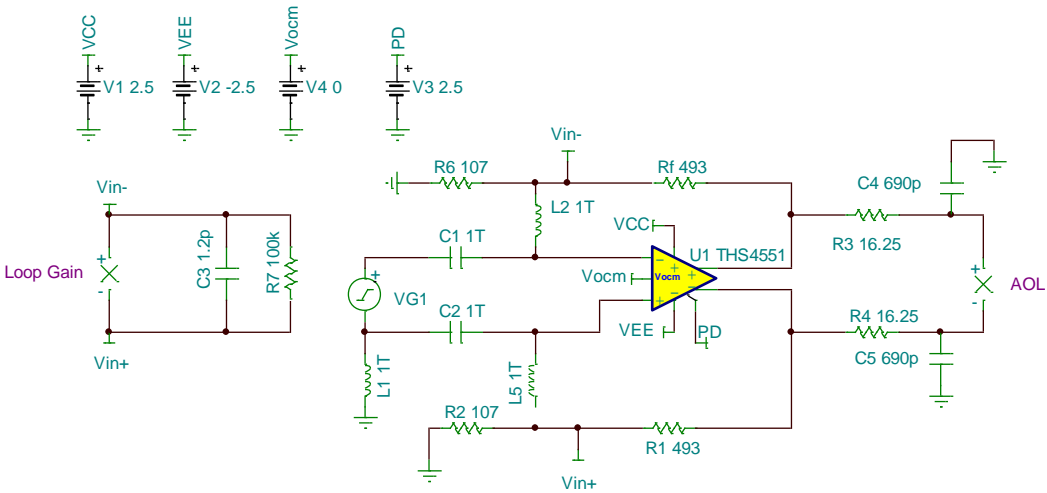 VCC
VEE
Vocm
PD
+
+
+
+
V1 2.5
V2 -2.5
V4 0
V3 2.5
Vin-
R6 107
Rf 493
C4 690p
Vin-
L2 1T
R3 16.25
VCC
C1 1T
U1 THS4551
Loop Gain
+
-
C3 1.2p
R7 100k
+
VG1
Vocm
Vocm
−
+
+
−
+
−
+
-
AOL
C2 1T
VEE
PD
R4 16.25
C5 690p
Vin+
L1 1T
L5 1T
R2 107
R1 493
Vin+